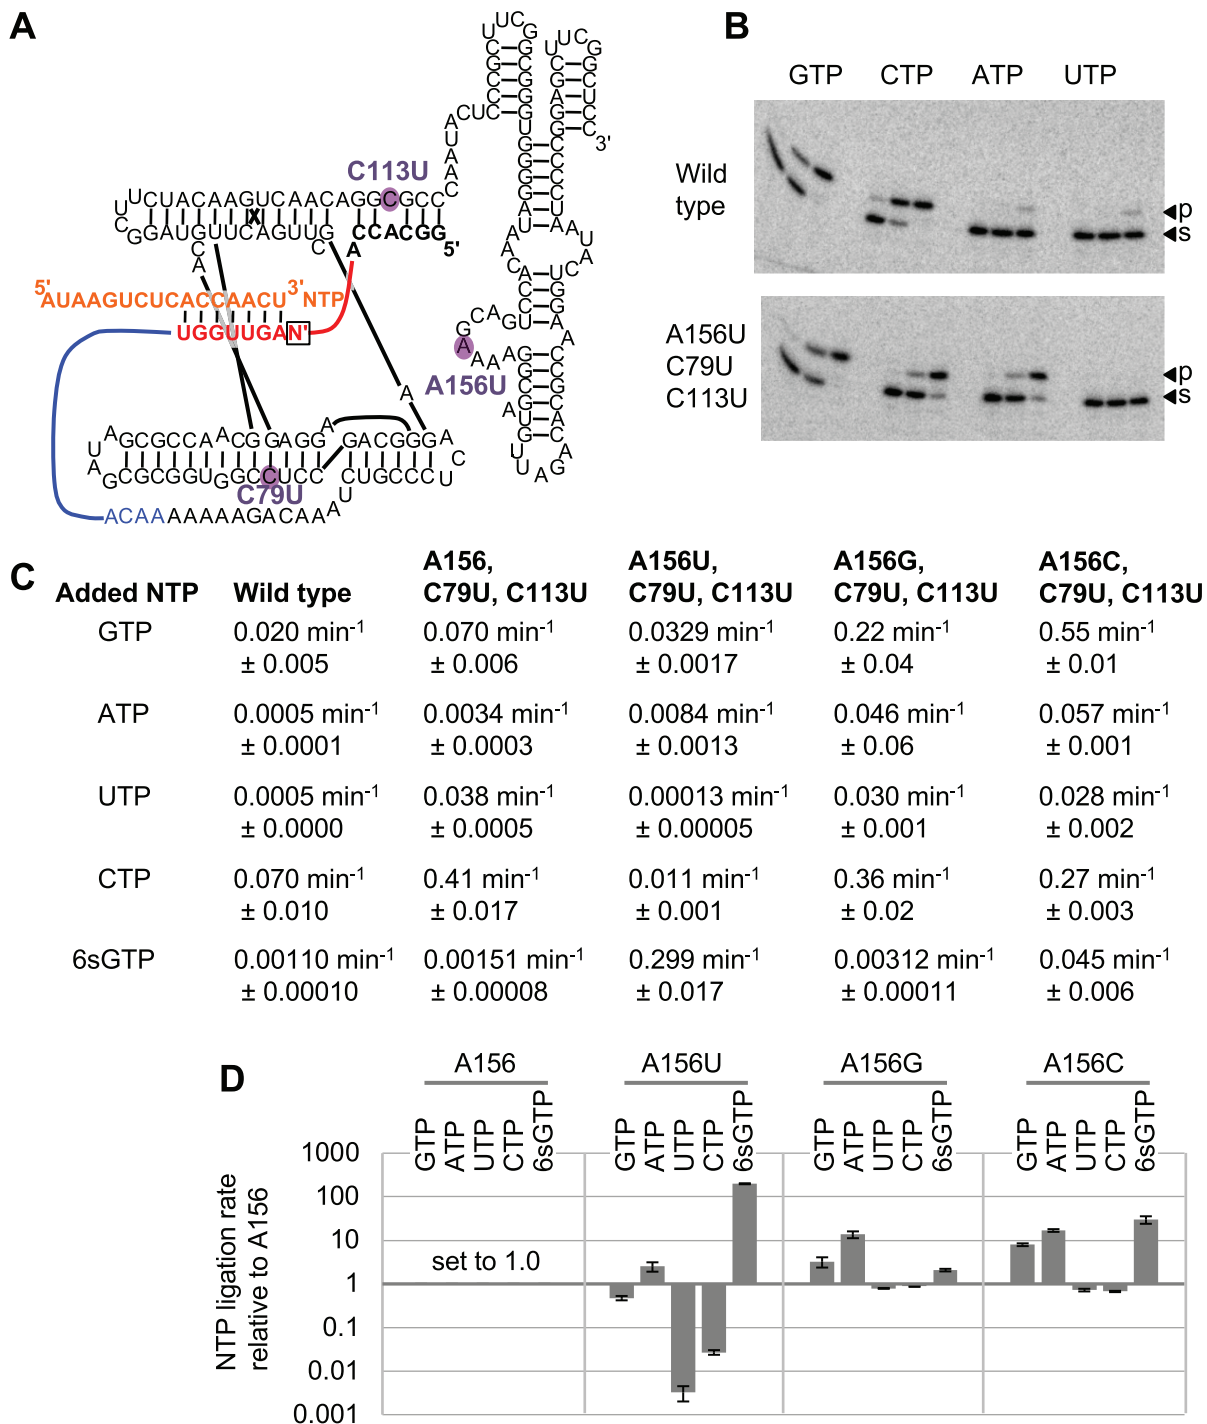 A
B
GTP CTP ATP UTP
Wild
type
p
s
A156U
C79U
C113U
p
s
C113U
A156U
C79U
5'
3'
5'AUAAGUCUCACCAACU3' NTP
UGGUUGAN'
UCUACAAGUCAACAGGCGCC
X
ACCACGG
5'
AGCGCCAACGGAGGA
GACGGGA
ACAAAAAAAGACAAA
C
Added NTP Wild type A156, C79U, C113U A156U, C79U, C113U A156G, C79U, C113U A156C, C79U, C113U
GTP 0.020 min-1 0.070 min-1 0.0329 min-1 0.22 min-1 0.55 min-1
± 0.005 ± 0.006 ± 0.0017 ± 0.04 ± 0.01
ATP 0.0005 min-1 0.0034 min-1 0.0084 min-1 0.046 min-1 0.057 min-1
± 0.0001 ± 0.0003 ± 0.0013 ± 0.06 ± 0.001
UTP 0.0005 min-1 0.038 min-1 0.00013 min-1 0.030 min-1 0.028 min-1
± 0.0000 ± 0.0005 ± 0.00005 ± 0.001 ± 0.002
CTP 0.070 min-1 0.41 min-1 0.011 min-1 0.36 min-1 0.27 min-1
± 0.010 ± 0.017 ± 0.001 ± 0.02 ± 0.003
6sGTP 0.00110 min-1 0.00151 min-1 0.299 min-1 0.00312 min-1 0.045 min-1
± 0.00010 ± 0.00008 ± 0.017 ± 0.00011 ± 0.006
D
A156 A156U A156G A156C
GTP ATP UTP CTP 6sGTP GTP ATP UTP CTP 6sGTP GTP ATP UTP CTP 6sGTP GTP ATP UTP CTP 6sGTP
NTP ligation rate
relative to A156
1000
100
10
1
0.1
0.01
0.001
set to 1.0